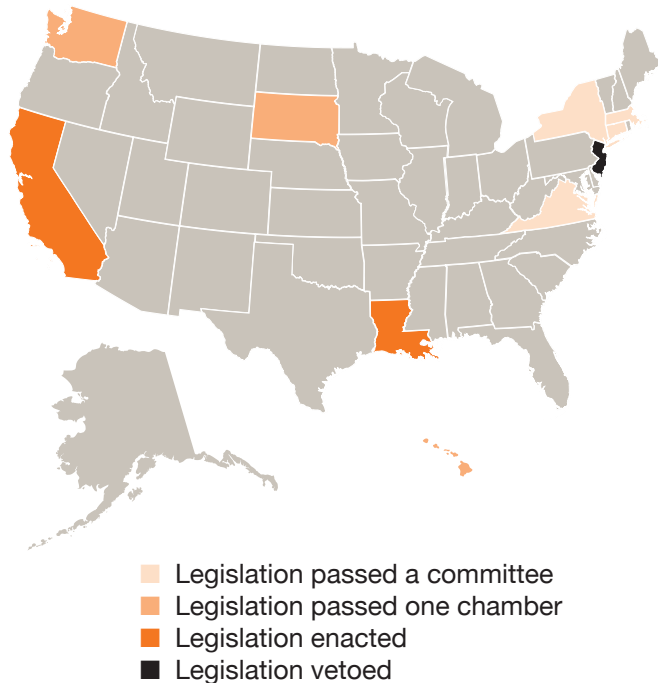 Legislation passed a committee
Legislation passed one chamber
Legislation enacted
Legislation vetoed